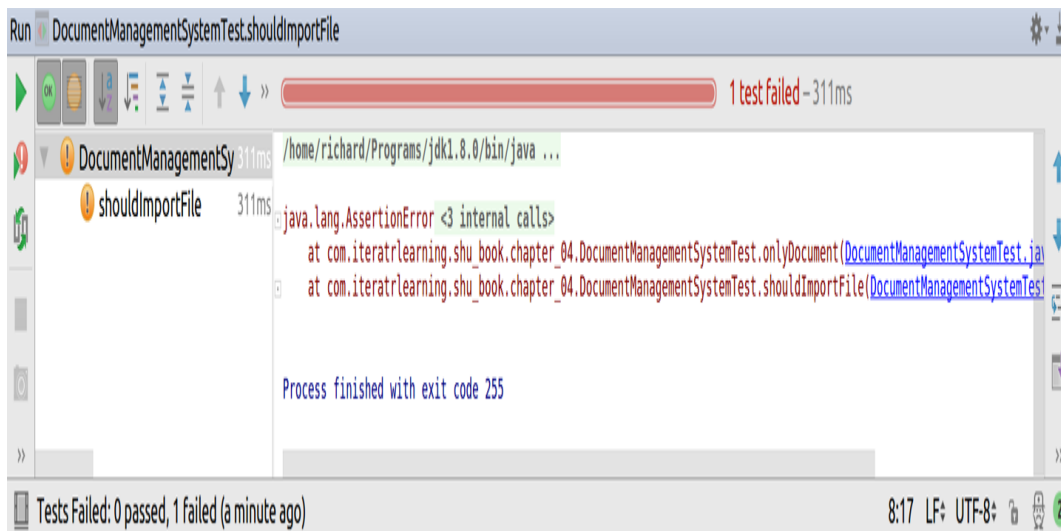 Run DocumentManagementSystemTest.shouldImportFile
OK a z » 1 test failed – 311ms
DocumentManagementSy 311ms
shouldImportFile 311ms
/home/richard/Programs/jdk1.8.0/bin/java ...
java.lang.AssertionError <3 internal calls>
at com.iteratrlearning.shu_book.chapter_04.DocumentManagementSystemTest.onlyDocument(DocumentManagementSystemTest.jav
at com.iteratrlearning.shu_book.chapter_04.DocumentManagementSystemTest.shouldImportFile(DocumentManagementSystemTest
Process finished with exit code 255
» »
Tests Failed: 0 passed, 1 failed (a minute ago) 8:17 LF UTF-8